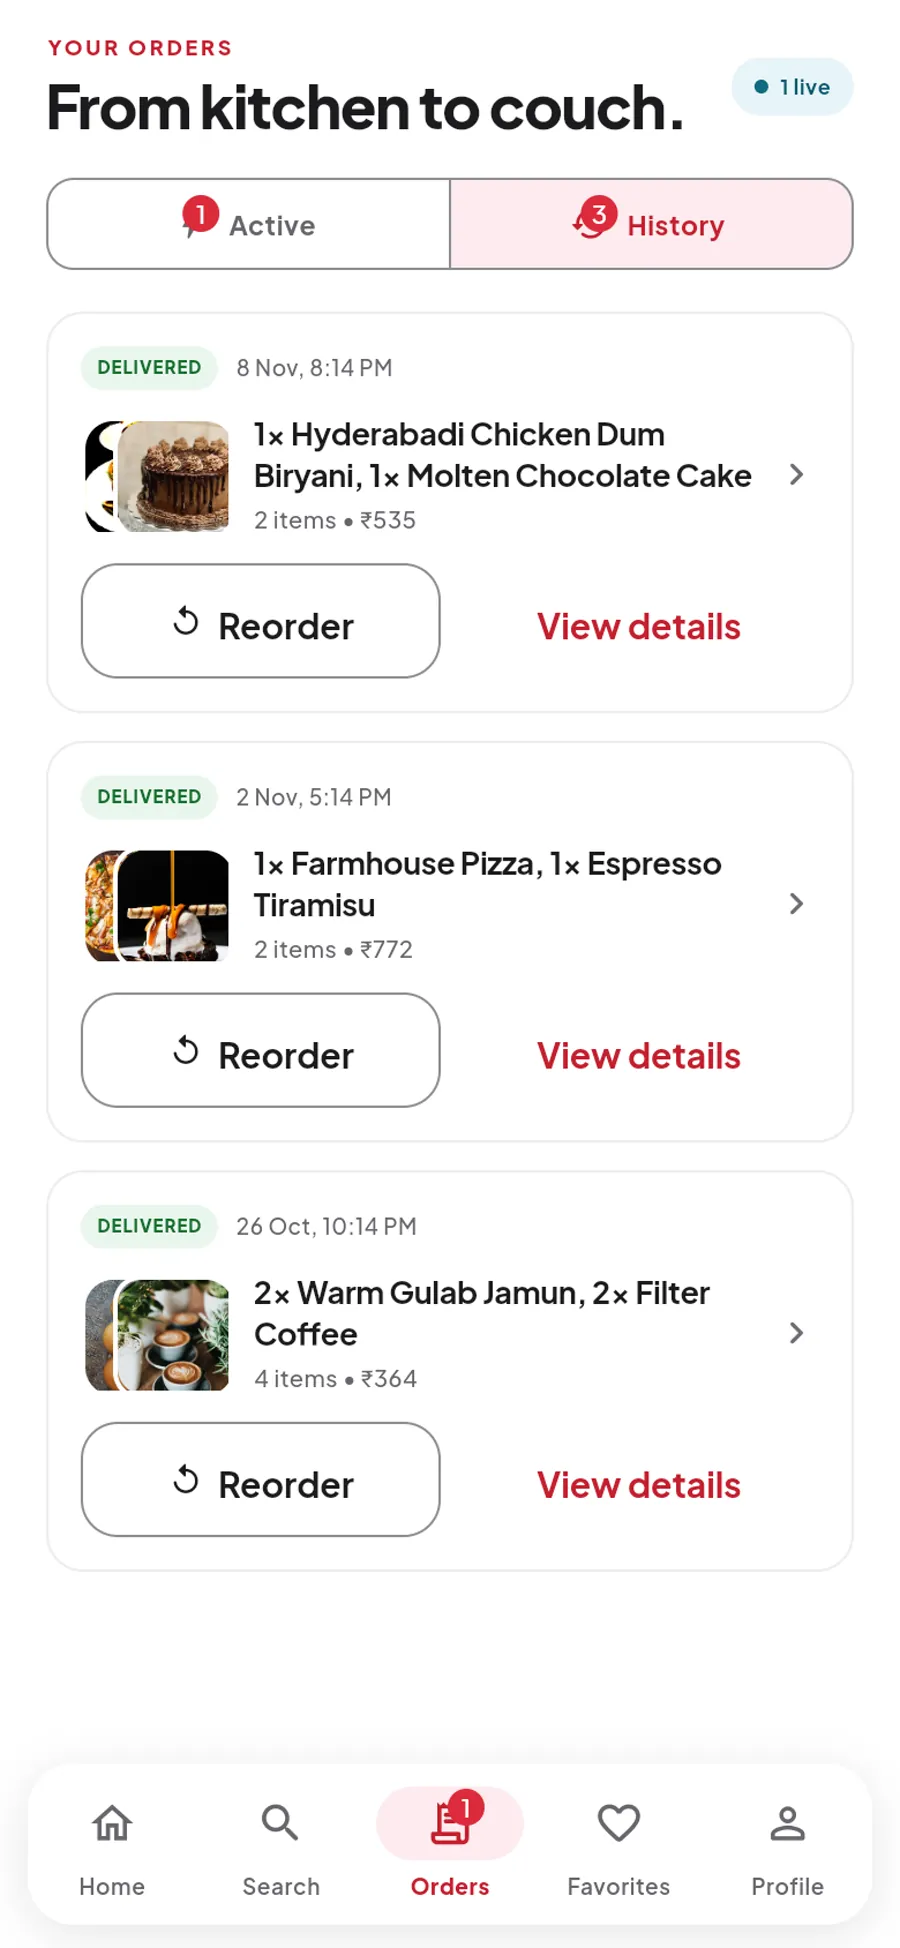 YOUR ORDERS
From kitchen to couch.
1 live
1
Active
3
History
DELIVERED
8 Nov, 8:14 PM
1× Hyderabadi Chicken Dum
Biryani, 1× Molten Chocolate Cake
2 items • ₹535
Reorder
View details
DELIVERED
2 Nov, 5:14 PM
1× Farmhouse Pizza, 1× Espresso
Tiramisu
2 items • ₹772
Reorder
View details
DELIVERED
26 Oct, 10:14 PM
2× Warm Gulab Jamun, 2× Filter
Coffee
4 items • ₹364
Reorder
View details
1
Home
Search
Orders
Favorites
Profile